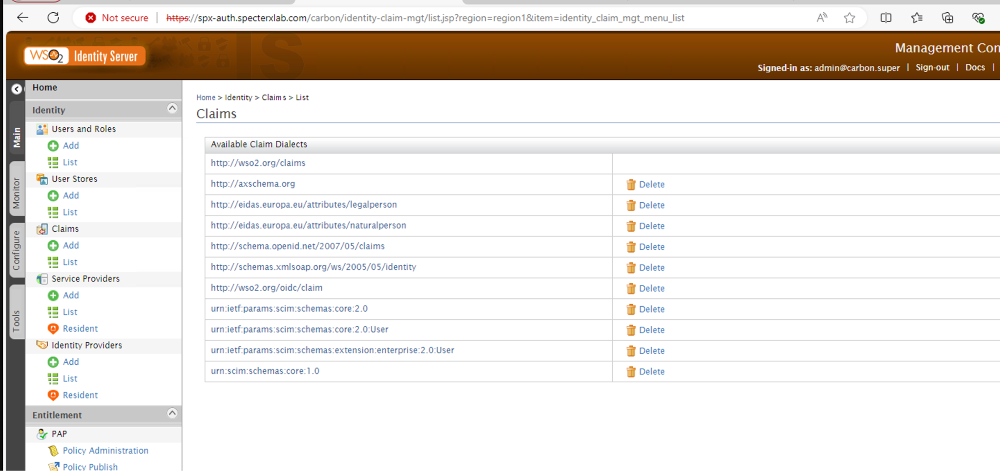 Not secure
https://spx-auth.specterxlab.com/carbon/identity-claim-mgt/list.jsp?region=region1&item=identity_claim_mgt_menu_list
WSO2 Identity Server
IS
Management Con
Signed-in as: admin@carbon.super | Sign-out | Docs |
Main
Monitor
Configure
Tools
Home
Identity
Users and Roles
Add
List
User Stores
Add
List
Claims
Add
List
Service Providers
Add
List
Resident
Identity Providers
Add
List
Resident
Entitlement
PAP
Policy Administration
Policy Publish
Home > Identity > Claims > List
Claims
Available Claim Dialects
http://wso2.org/claims
http://axschema.org Delete
http://eidas.europa.eu/attributes/legalperson Delete
http://eidas.europa.eu/attributes/naturalperson Delete
http://schema.openid.net/2007/05/claims Delete
http://schemas.xmlsoap.org/ws/2005/05/identity Delete
http://wso2.org/oidc/claim Delete
urn:ietf:params:scim:schemas:core:2.0 Delete
urn:ietf:params:scim:schemas:core:2.0:User Delete
urn:ietf:params:scim:schemas:extension:enterprise:2.0:User Delete
urn:scim:schemas:core:1.0 Delete